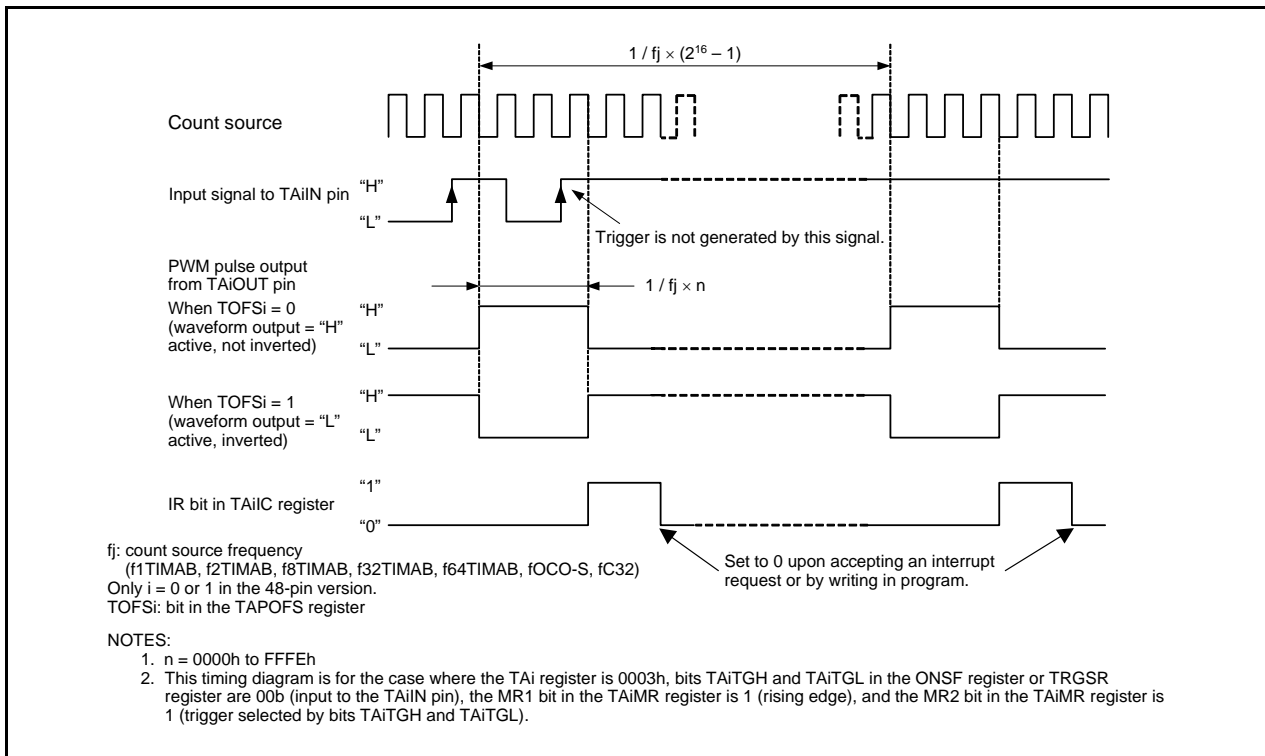 1 / fj × (2¹⁶ – 1)
Count source
Input signal to TAiIN pin
“H”
“L”
Trigger is not generated by this signal.
PWM pulse output
from TAiOUT pin
1 / fj × n
When TOFSi = 0
(waveform output = “H”
active, not inverted)
“H”
“L”
When TOFSi = 1
(waveform output = “L”
active, inverted)
“H”
“L”
IR bit in TAiIC register
“1”
“0”
Set to 0 upon accepting an interrupt
request or by writing in program.
fj: count source frequency
(f1TIMAB, f2TIMAB, f8TIMAB, f32TIMAB, f64TIMAB, fOCO-S, fC32)
Only i = 0 or 1 in the 48-pin version.
TOFSi: bit in the TAPOFS register
NOTES:
1. n = 0000h to FFFEh
2. This timing diagram is for the case where the TAi register is 0003h, bits TAiTGH and TAiTGL in the ONSF register or TRGSR
register are 00b (input to the TAiIN pin), the MR1 bit in the TAiMR register is 1 (rising edge), and the MR2 bit in the TAiMR register is
1 (trigger selected by bits TAiTGH and TAiTGL).